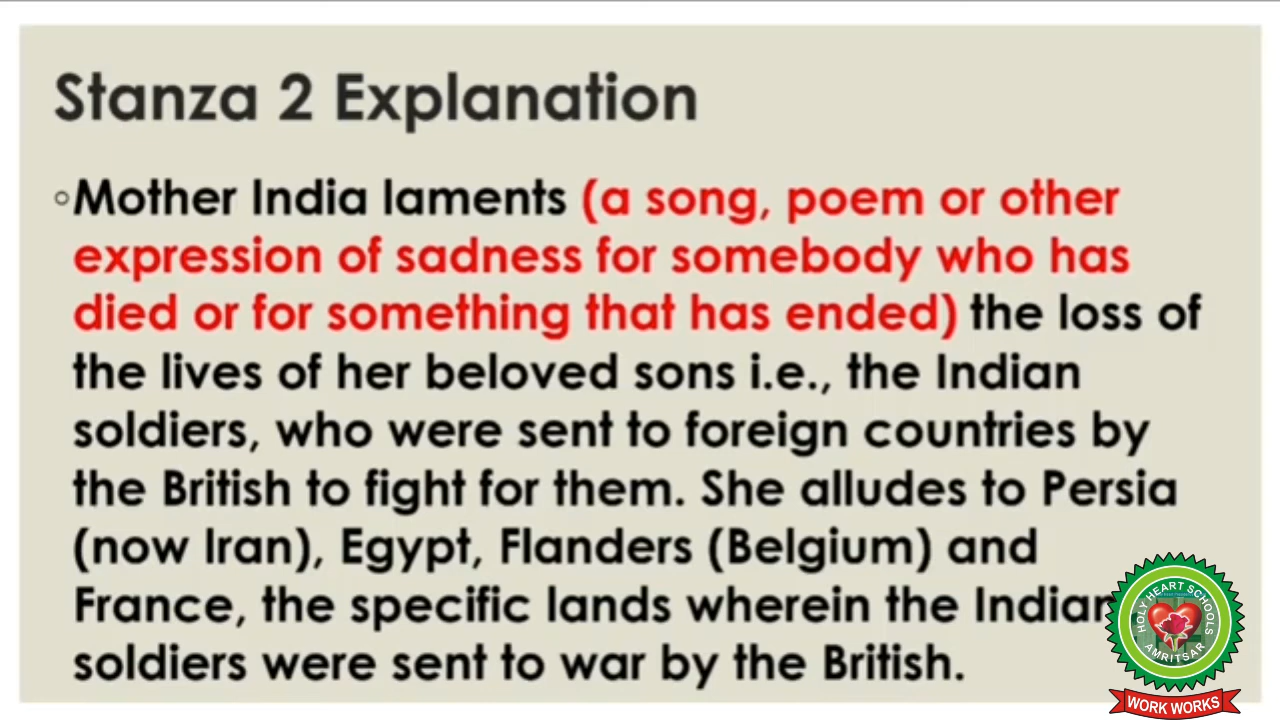 Stanza 2 Explanation
◦Mother India laments (a song, poem or other
expression of sadness for somebody who has
died or for something that has ended) the loss of
the lives of her beloved sons i.e., the Indian
soldiers, who were sent to foreign countries by
the British to fight for them. She alludes to Persia
(now Iran), Egypt, Flanders (Belgium) and
France, the specific lands wherein the Indian
soldiers were sent to war by the British.
HOLY HEART SCHOOLS
AMRITSAR
WORK WORKS